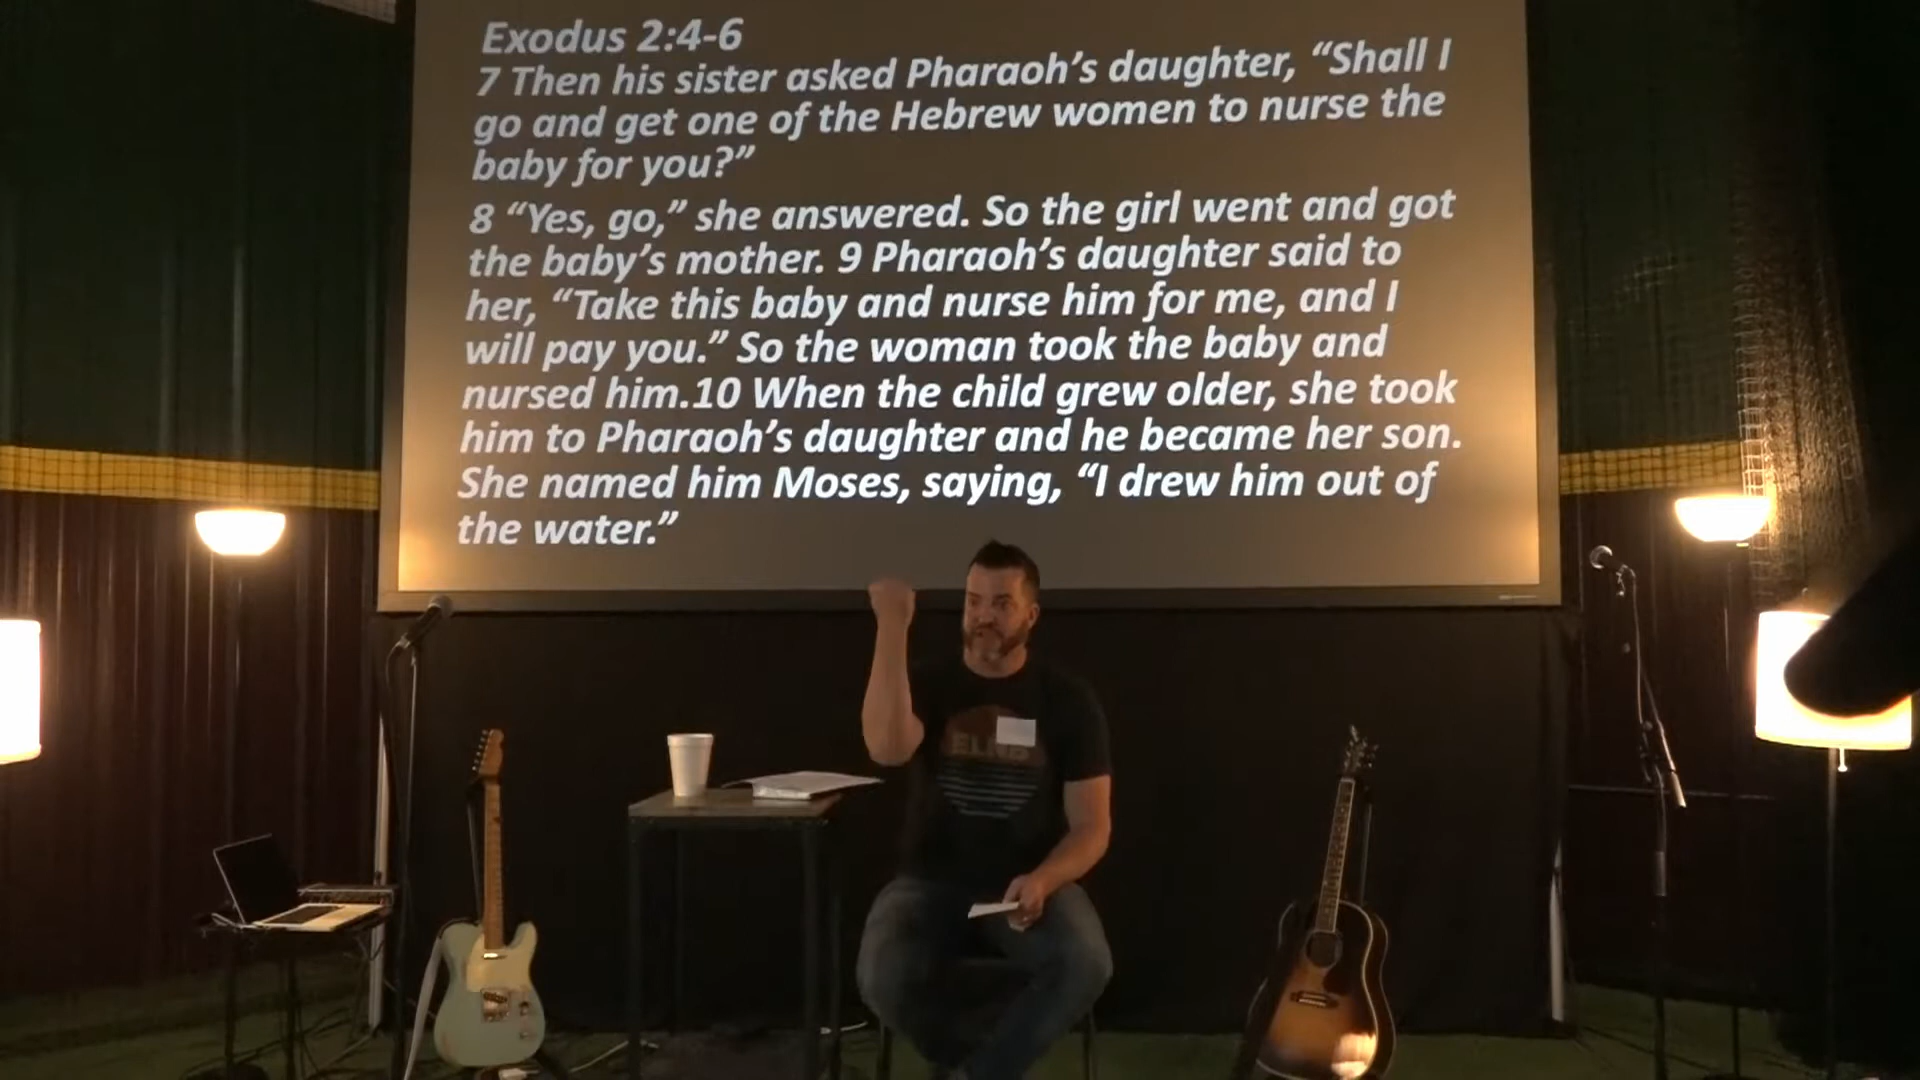 Exodus 2:4-6
7 Then his sister asked Pharaoh’s daughter, “Shall I
go and get one of the Hebrew women to nurse the
baby for you?”
8 “Yes, go,” she answered. So the girl went and got
the baby’s mother. 9 Pharaoh’s daughter said to
her, “Take this baby and nurse him for me, and I
will pay you.” So the woman took the baby and
nursed him.10 When the child grew older, she took
him to Pharaoh’s daughter and he became her son.
She named him Moses, saying, “I drew him out of
the water.”